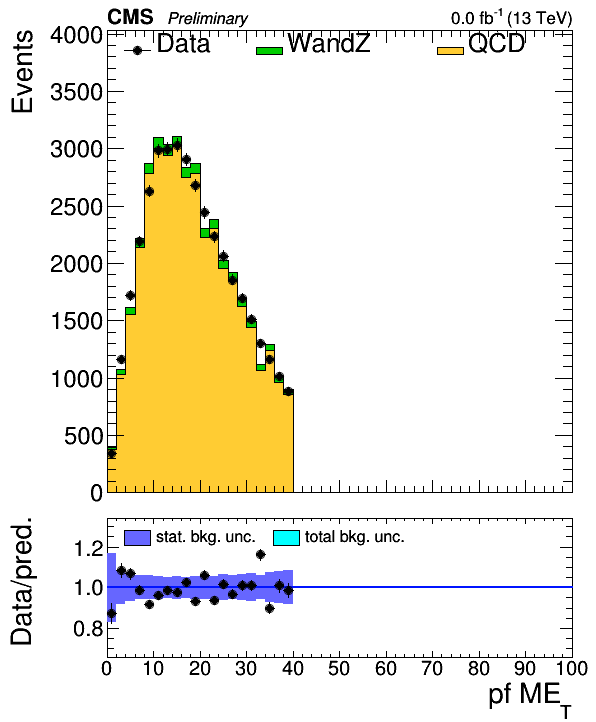 CMS Preliminary 0.0 fb⁻¹ (13 TeV)
Data WandZ QCD
Events
4000
3500
3000
2500
2000
1500
1000
500
0
stat. bkg. unc. total bkg. unc.
Data/pred.
1.2
1.0
0.8
0 10 20 30 40 50 60 70 80 90 100
pf ME_T